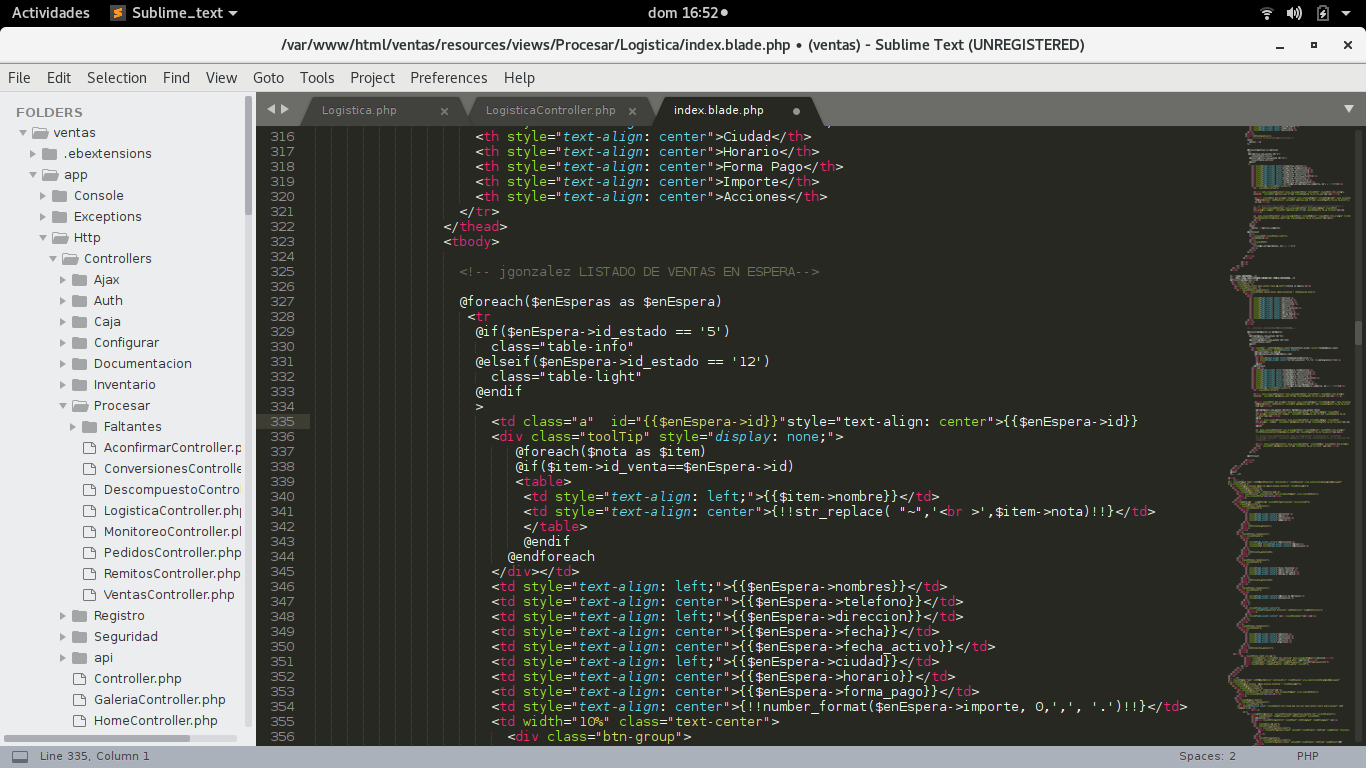 Actividades
Sublime_text
dom 16:52
/var/www/html/ventas/resources/views/Procesar/Logistica/index.blade.php • (ventas) - Sublime Text (UNREGISTERED)
File Edit Selection Find View Goto Tools Project Preferences Help
FOLDERS
ventas
.ebextensions
app
Console
Exceptions
Http
Controllers
Ajax
Auth
Caja
Configurar
Documentacion
Inventario
Procesar
Faltantes
AconfirmController.p
ConversionesControlle
DescompuestoContro
LogisticaController.php
MonitoreoController.pl
PedidosController.php
RemitosController.php
VentasController.php
Registro
Seguridad
api
Controller.php
GaleriaController.php
HomeController.php
Logistica.php
LogisticaController.php
index.blade.php
316 <th style="text-align: center">Ciudad</th>
317 <th style="text-align: center">Horario</th>
318 <th style="text-align: center">Forma Pago</th>
319 <th style="text-align: center">Importe</th>
320 <th style="text-align: center">Acciones</th>
321 </tr>
322 </thead>
323 <tbody>
324
325 <!-- jgonzalez LISTADO DE VENTAS EN ESPERA-->
326
327 @foreach($enEsperas as $enEspera)
328 <tr
329 @if($enEspera->id_estado == '5')
330 class="table-info"
331 @elseif($enEspera->id_estado == '12')
332 class="table-light"
333 @endif
334 >
335 <td class="a"  id="{{$enEspera->id}}"style="text-align: center">{{$enEspera->id}}
336 <div class="toolTip" style="display: none;">
337 @foreach($nota as $item)
338 @if($item->id_venta==$enEspera->id)
339 <table>
340 <td style="text-align: left;">{{$item->nombre}}</td>
341 <td style="text-align: center">{!!str_replace( "~",'<br >',$item->nota)!!}</td>
342 </table>
343 @endif
344 @endforeach
345 </div></td>
346 <td style="text-align: left;">{{$enEspera->nombres}}</td>
347 <td style="text-align: center">{{$enEspera->telefono}}</td>
348 <td style="text-align: left;">{{$enEspera->direccion}}</td>
349 <td style="text-align: center">{{$enEspera->fecha}}</td>
350 <td style="text-align: center">{{$enEspera->fecha_activo}}</td>
351 <td style="text-align: left;">{{$enEspera->ciudad}}</td>
352 <td style="text-align: center">{{$enEspera->horario}}</td>
353 <td style="text-align: center">{{$enEspera->forma_pago}}</td>
354 <td style="text-align: center">{!!number_format($enEspera->importe, 0,',', '.')!!}</td>
355 <td width="10%" class="text-center">
356 <div class="btn-group">
Line 335, Column 1
Spaces: 2
PHP